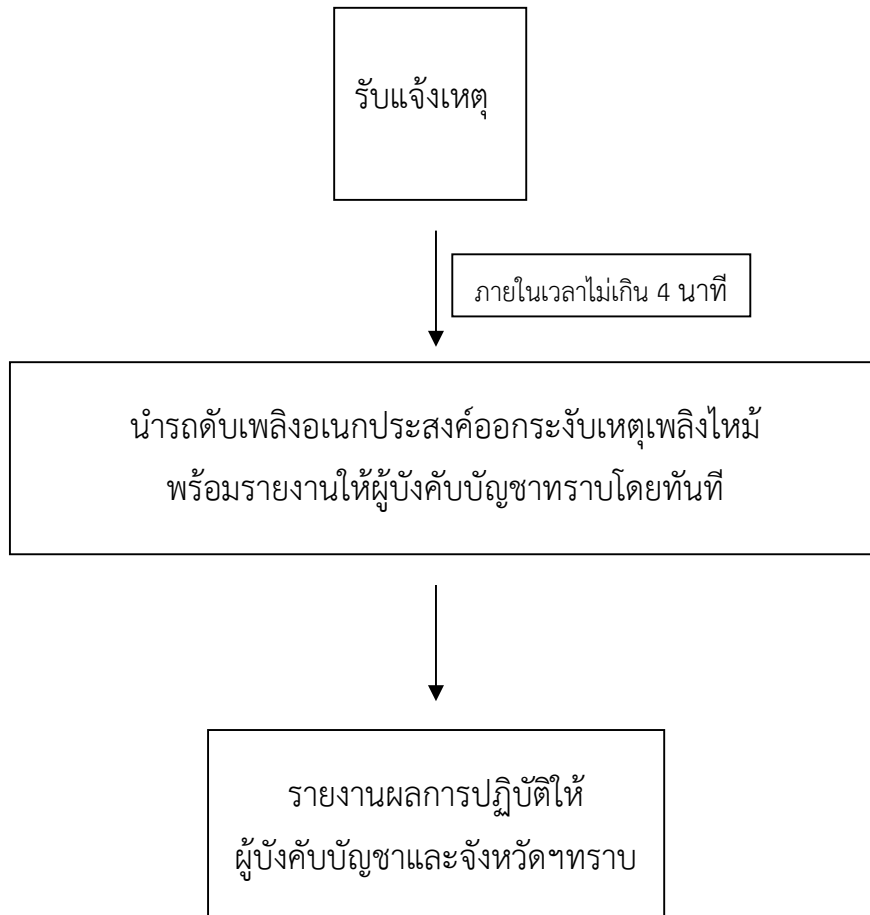 รับแจ้งเหตุ
ภายในเวลาไม่เกิน 4 นาที
นำรถดับเพลิงอเนกประสงค์ออกระงับเหตุเพลิงไหม้
พร้อมรายงานให้ผู้บังคับบัญชาทราบโดยทันที
รายงานผลการปฏิบัติให้
ผู้บังคับบัญชาและจังหวัดฯทราบ